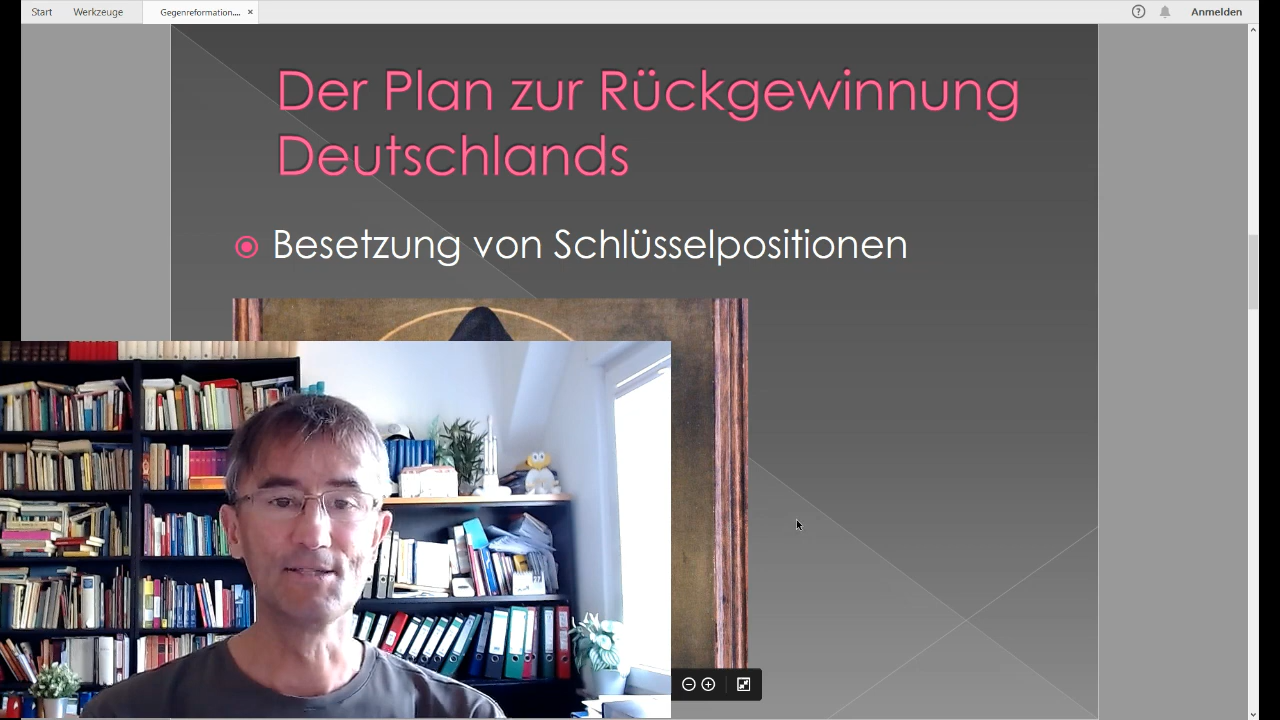 Start
Werkzeuge
Gegenreformation....
Anmelden
Der Plan zur Rückgewinnung
Deutschlands
Besetzung von Schlüsselpositionen